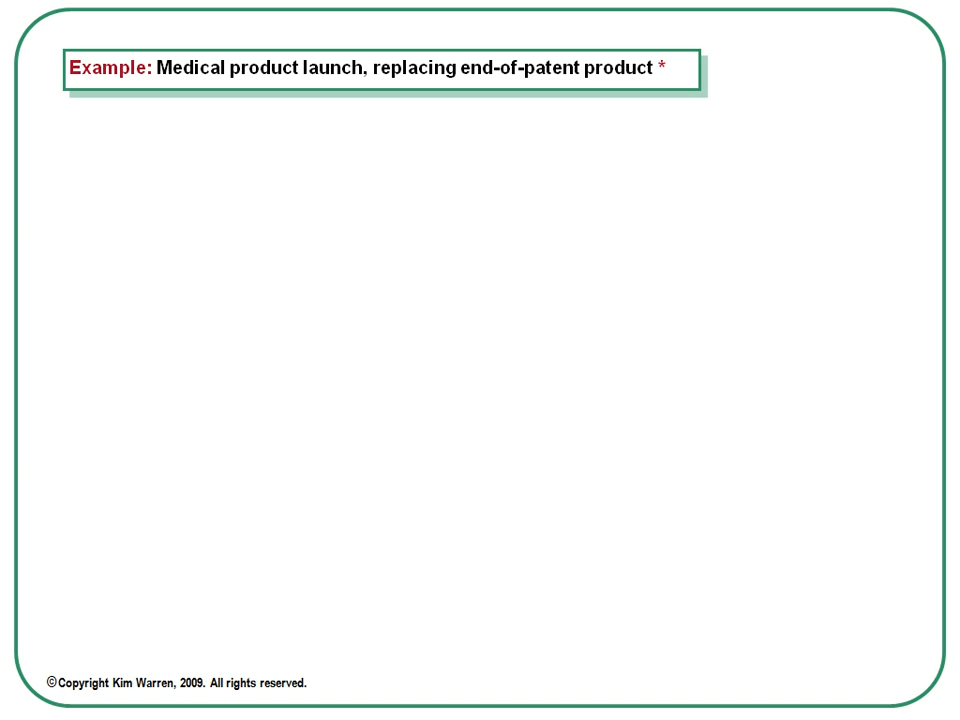 Example: Medical product launch, replacing end-of-patent product *
©Copyright Kim Warren, 2009. All rights reserved.